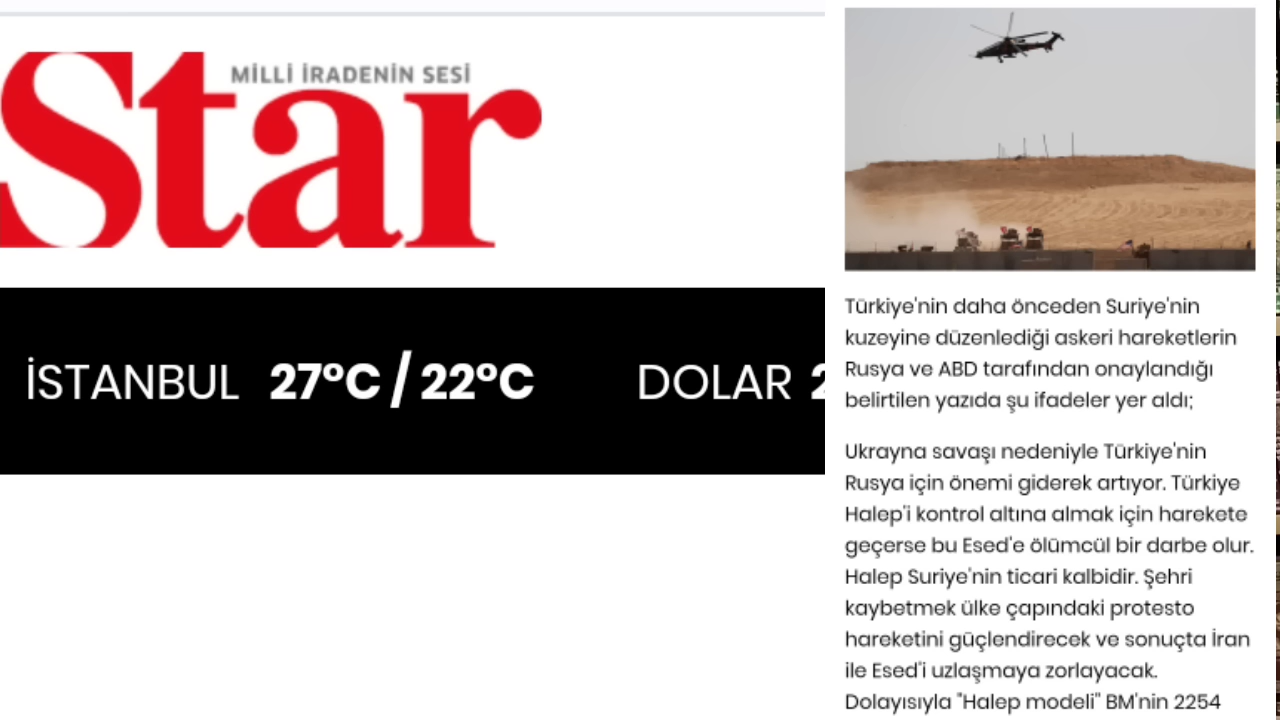 MİLLİ İRADENİN SESİ
Star
İSTANBUL 27°C / 22°C DOLAR
Türkiye'nin daha önceden Suriye'nin
kuzeyine düzenlediği askeri hareketlerin
Rusya ve ABD tarafından onaylandığı
belirtilen yazıda şu ifadeler yer aldı;
Ukrayna savaşı nedeniyle Türkiye'nin
Rusya için önemi giderek artıyor. Türkiye
Halep'i kontrol altına almak için harekete
geçerse bu Esed'e ölümcül bir darbe olur.
Halep Suriye'nin ticari kalbidir. Şehri
kaybetmek ülke çapındaki protesto
hareketini güçlendirecek ve sonuçta İran
ile Esed'i uzlaşmaya zorlayacak.
Dolayısıyla "Halep modeli" BM'nin 2254